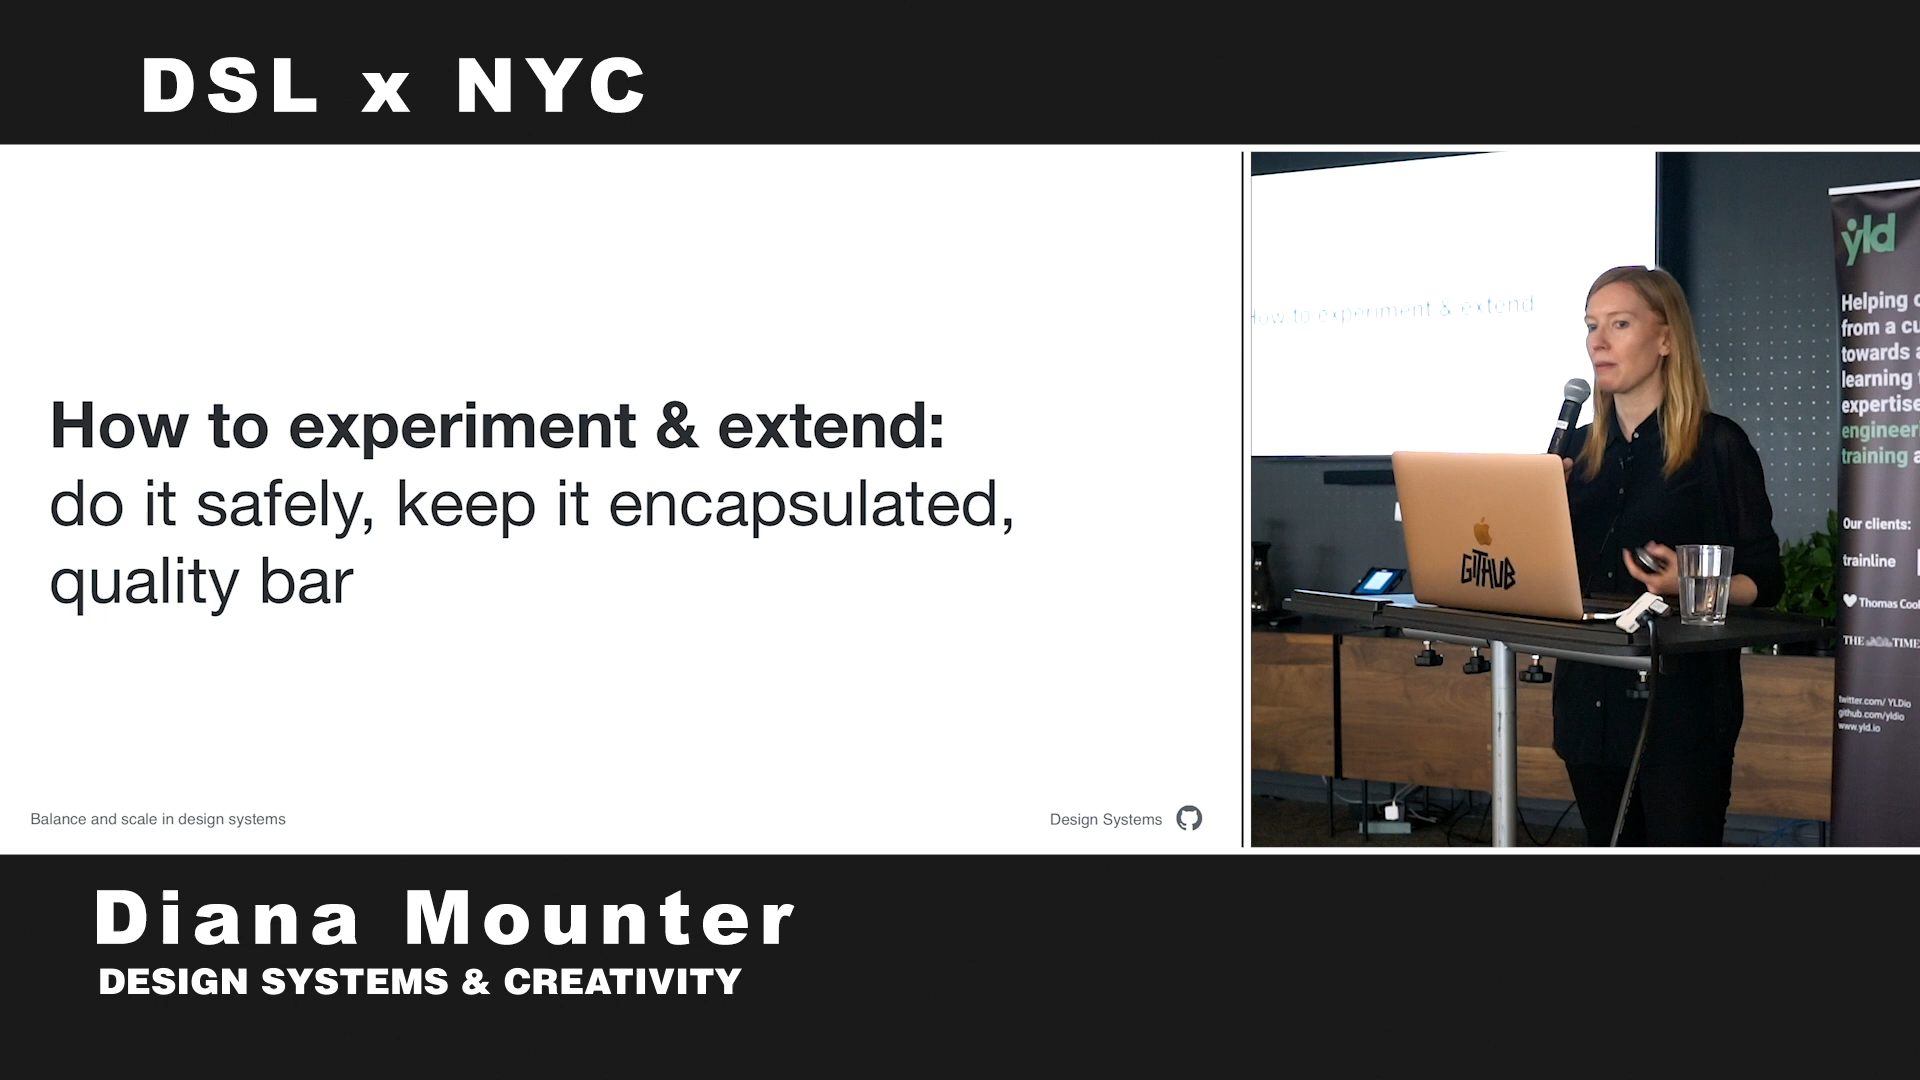 DSL x NYC
How to experiment & extend:
do it safely, keep it encapsulated,
quality bar
Balance and scale in design systems
Design Systems
How to experiment & extend
GITHUB
yld
Helping
from a
towards
learning
expertise
engineer
training
Our clients:
trainline
Thomas Cook
THE TIMES
twitter.com/ YLDio
github.com/yldio
www.yld.io
Diana Mounter
DESIGN SYSTEMS & CREATIVITY